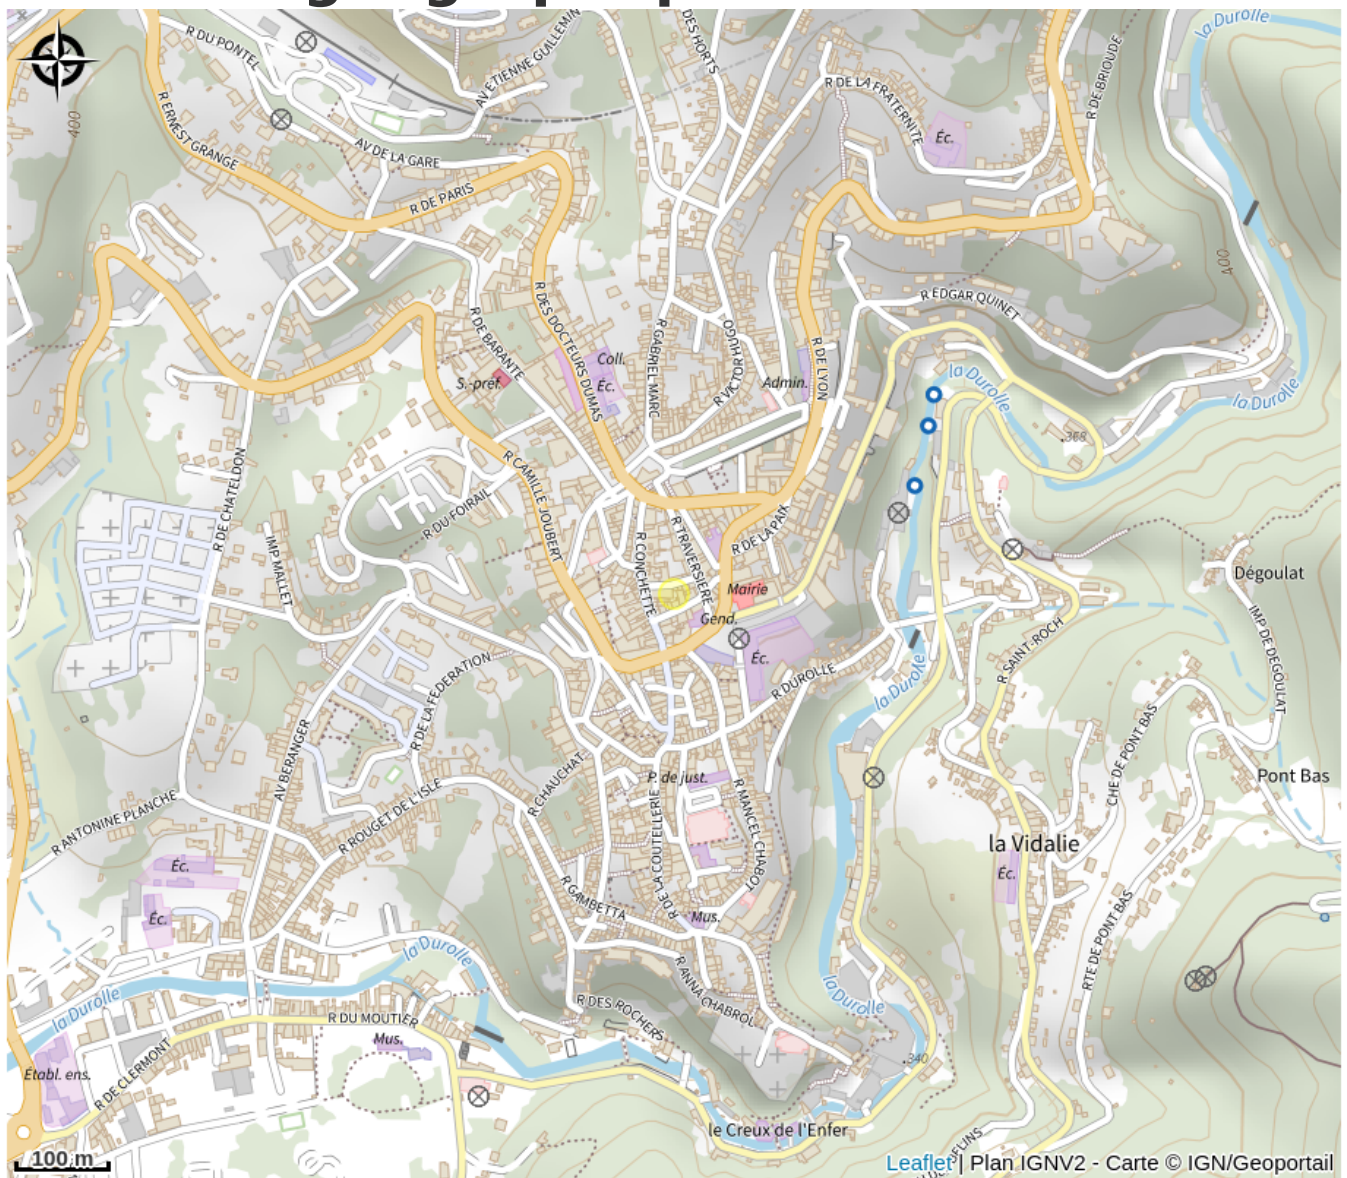 la Durolle
R DU PONTEL
AV ETIENNE GUILLEMIN
DES HORTS
R DE LA FRATERNITE
R DE BRIOUDE
400
R ERNEST GRANGE
Éc.
AV DE LA GARE
R DE PARIS
400
R EDGAR QUINET
R DES DOCTEURS DUMAS
R DE BARANTE
R GABRIEL MARC
R VICTOR HUGO
R DE LYON
Coll.
Éc.
S.-préf.
Admin.
la Durolle
la Durolle
368
R DE CHATELDON
R CAMILLE JOUBERT
R DU FOIRAIL
IMP MALLET
R CONCHETTE
R TRAVERSIERE
R DE LA PAIX
Mairie
Gend.
Éc.
Dégoulat
IMP DE DEGOULAT
R SAINT-ROCH
R DUROLLE
la Durolle
R DE LA FEDERATION
AV BERANGER
CHE DE PONT BAS
Pont Bas
R CHAUCHAT
P. de just.
R ANTONINE PLANCHE
R ROUGET DE L'ISLE
R DE LA COUTELLERIE
R MANCEL CHABOT
la Vidalie
Éc.
Éc.
Éc.
R GAMBETTA
Mus.
RTE DE PONT BAS
la Durolle
la Durolle
la Durolle
R ANNA CHABROL
R DES ROCHERS
R DU MOUTIER
Mus.
340
Établ. ens.
R DE CLERMONT
le Creux de l'Enfer
100 m
Leaflet | Plan IGNV2 - Carte © IGN/Geoportail